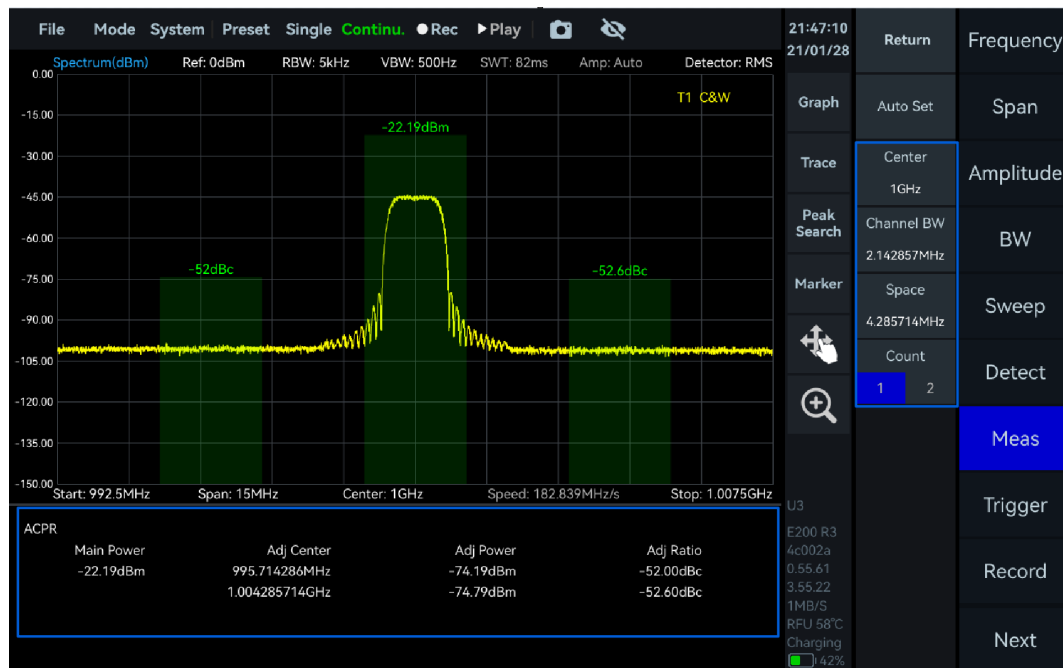 File Mode System Preset Single Continu. Rec Play
Spectrum(dBm) Ref: 0dBm RBW: 5kHz VBW: 500Hz SWT: 82ms Amp: Auto Detector: RMS
0.00
T1 C&W
-15.00
-22.19dBm
-30.00
-45.00
-60.00
-52dBc
-52.6dBc
-75.00
-90.00
-105.00
-120.00
-135.00
-150.00
Start: 992.5MHz Span: 15MHz Center: 1GHz Speed: 182.839MHz/s Stop: 1.0075GHz
ACPR
Main Power Adj Center Adj Power Adj Ratio
-22.19dBm 995.714286MHz -74.19dBm -52.00dBc
1.004285714GHz -74.79dBm -52.60dBc
21:47:10
21/01/28
Graph
Trace
Peak
Search
Marker
U3
E200 R3
4c002a
0.55.61
3.55.22
1MB/S
RFU 58°C
Charging
42%
Return
Auto Set
Center
1GHz
Channel BW
2.142857MHz
Space
4.285714MHz
Count
1 2
Frequency
Span
Amplitude
BW
Sweep
Detect
Meas
Trigger
Record
Next